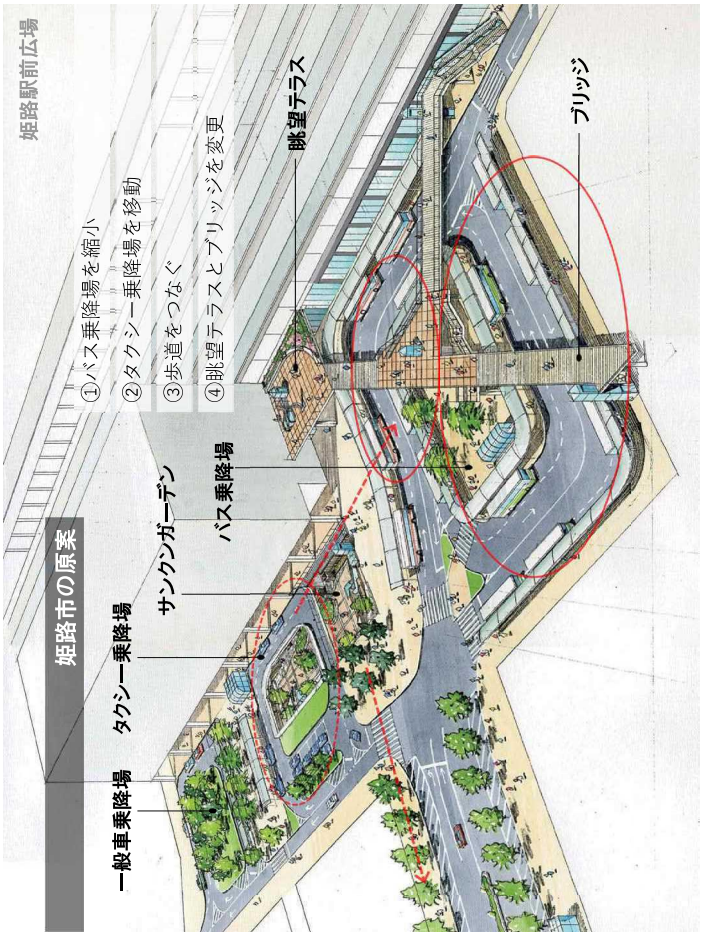 姫路駅前広場
姫路市の原案
①バス乗降場を縮小
②タクシー乗降場を移動
③歩道をつなぐ
④眺望テラスとブリッジを変更
一般車乗降場
タクシー乗降場
サンクンガーデン
バス乗降場
眺望テラス
ブリッジ